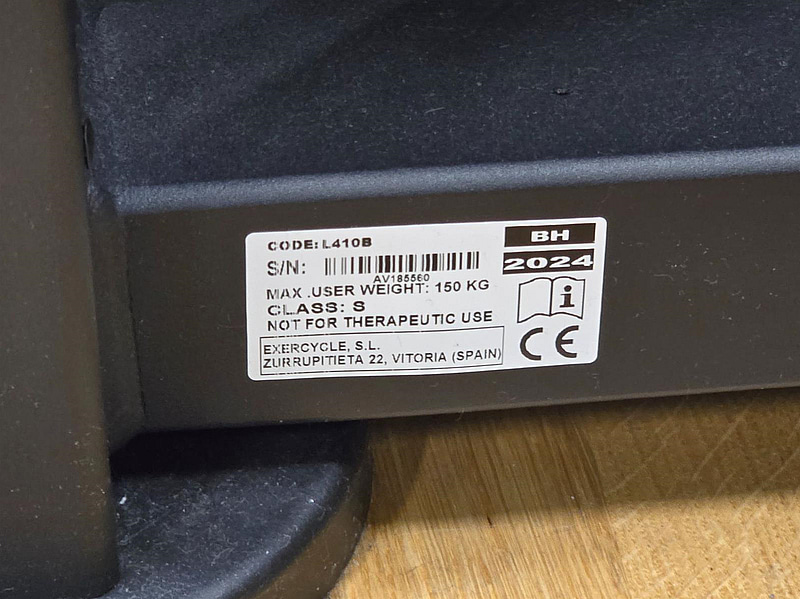 CODE: L410B
S/N:
AV185560
MAX .USER WEIGHT: 150 KG
CLASS: S
NOT FOR THERAPEUTIC USE
EXERCYCLE, S.L.
ZURRUPITIETA 22, VITORIA (SPAIN)
BH
2024
i
CE